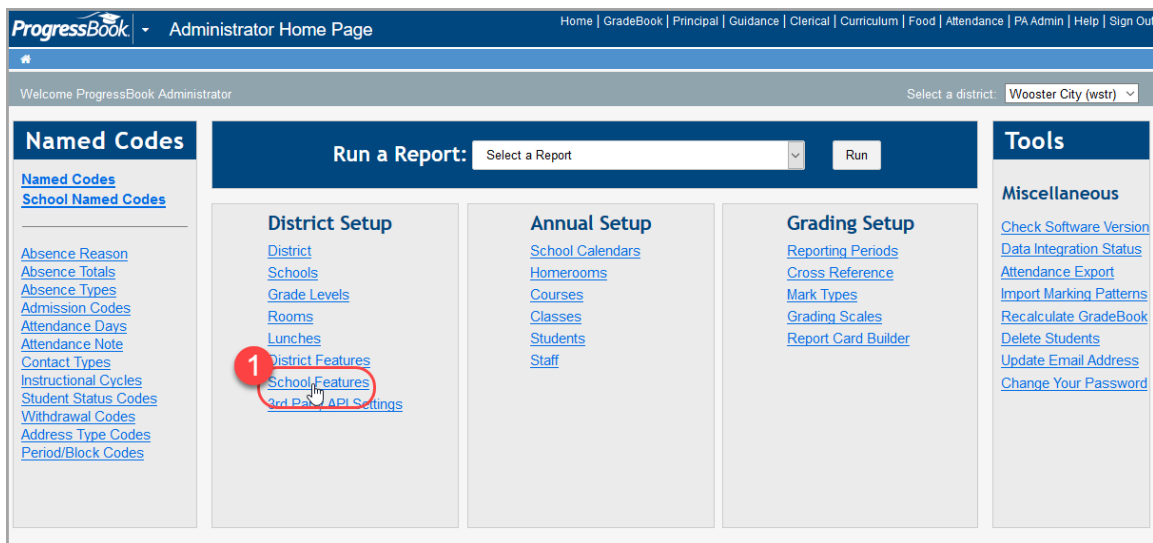 ProgressBook Administrator Home Page
Home | GradeBook | Principal | Guidance | Clerical | Curriculum | Food | Attendance | PA Admin | Help | Sign Out
Welcome ProgressBook Administrator
Select a district: Wooster City (wstr)
Named Codes
Named Codes
School Named Codes
Absence Reason
Absence Totals
Absence Types
Admission Codes
Attendance Days
Attendance Note
Contact Types
Instructional Cycles
Student Status Codes
Withdrawal Codes
Address Type Codes
Period/Block Codes
Run a Report: Select a Report Run
District Setup
District
Schools
Grade Levels
Rooms
Lunches
District Features
1
School Features
3rd Party API Settings
Annual Setup
School Calendars
Homerooms
Courses
Classes
Students
Staff
Grading Setup
Reporting Periods
Cross Reference
Mark Types
Grading Scales
Report Card Builder
Tools
Miscellaneous
Check Software Version
Data Integration Status
Attendance Export
Import Marking Patterns
Recalculate GradeBook
Delete Students
Update Email Address
Change Your Password